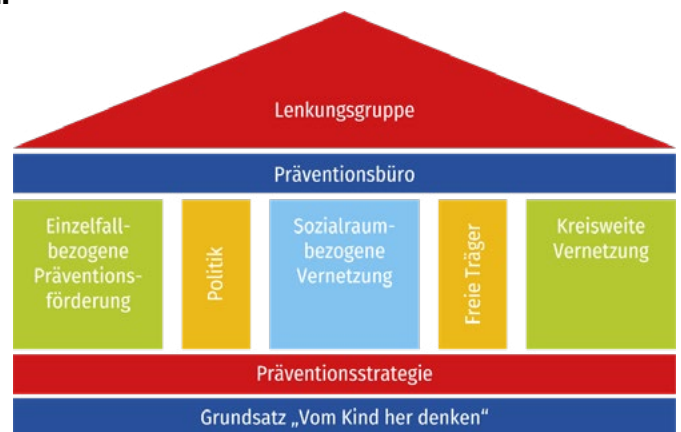 Lenkungsgruppe
Präventionsbüro
Einzelfall-
bezogene
Präventions-
förderung
Politik
Sozialraum-
bezogene
Vernetzung
Freie Träger
Kreisweite
Vernetzung
Präventionsstrategie
Grundsatz „Vom Kind her denken“